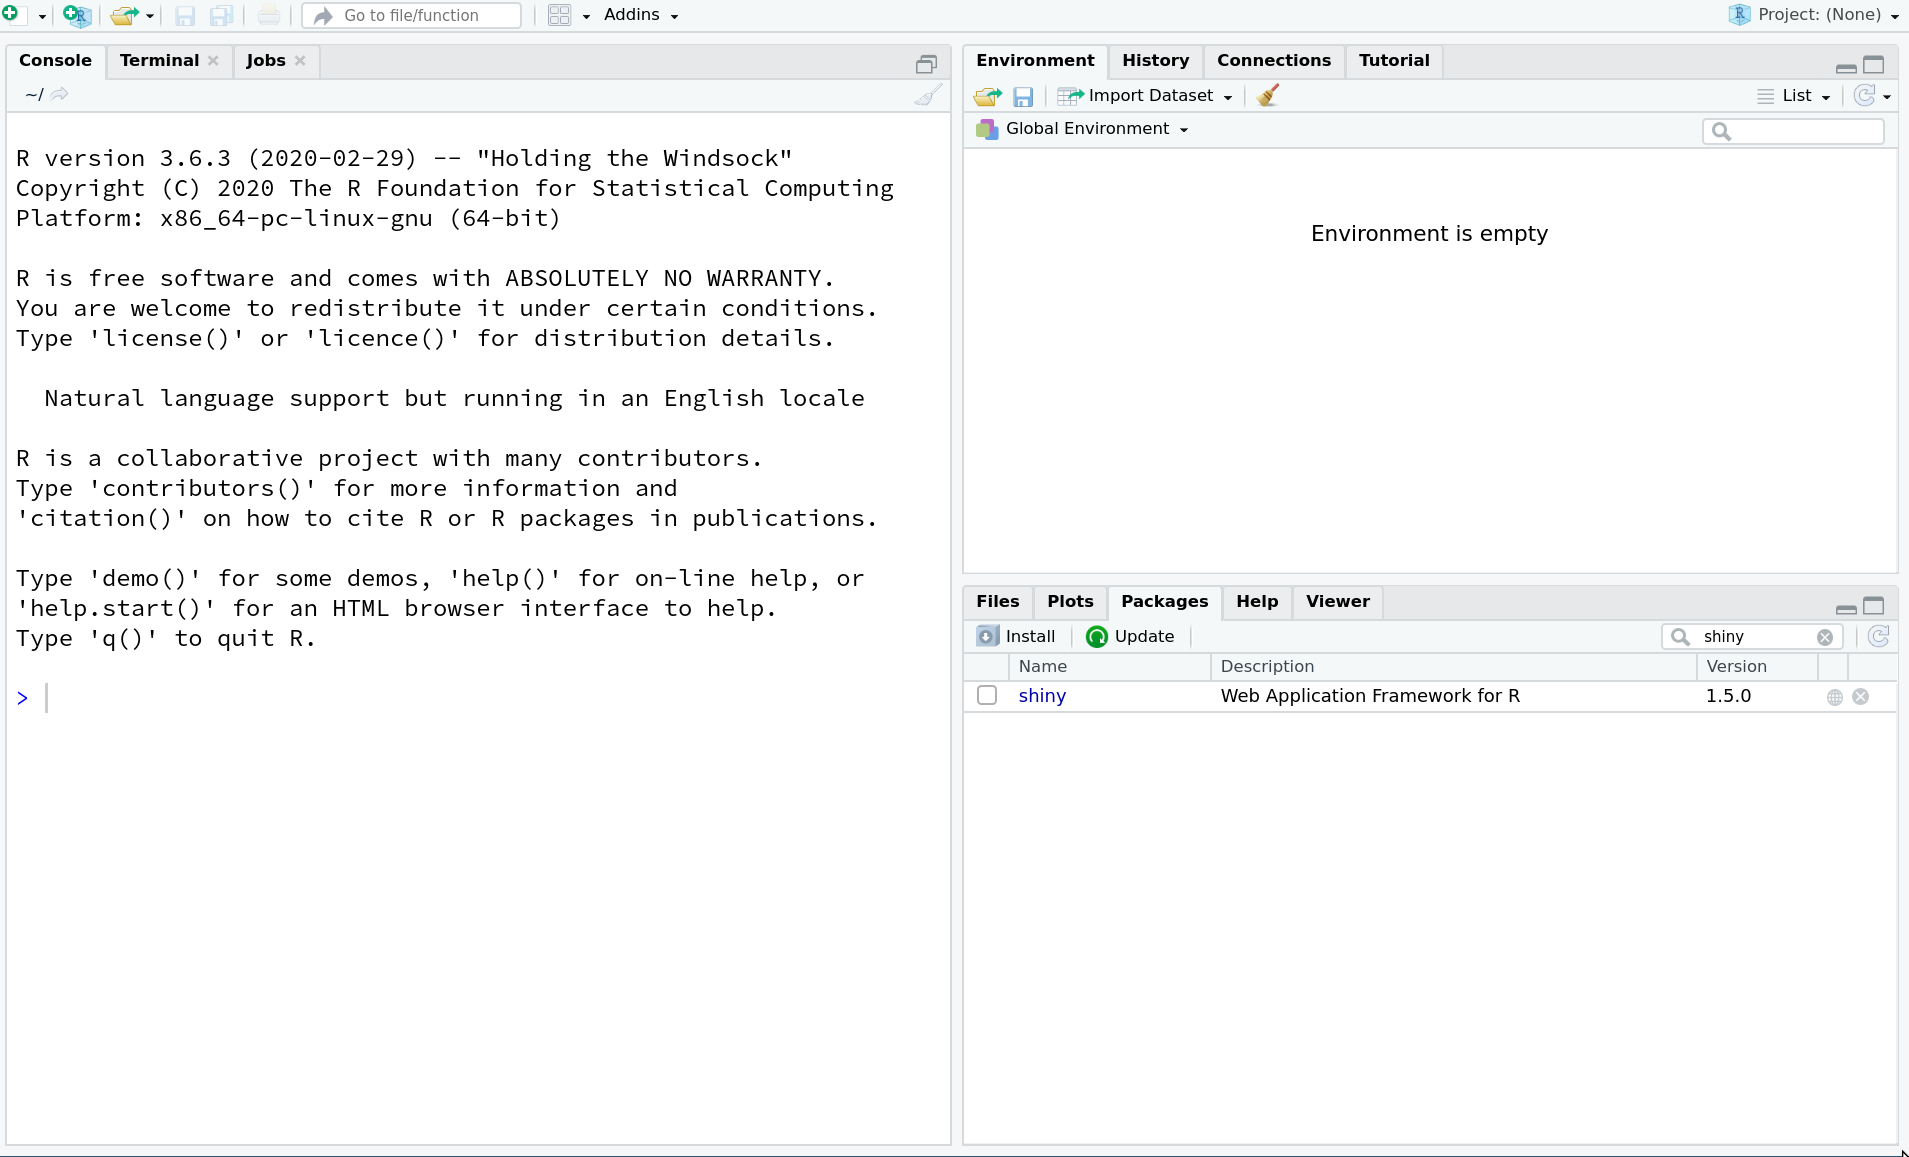 Go to file/function
Addins
Project: (None)
Console
Terminal
Jobs
~/
R version 3.6.3 (2020-02-29) -- "Holding the Windsock"
Copyright (C) 2020 The R Foundation for Statistical Computing
Platform: x86_64-pc-linux-gnu (64-bit)
R is free software and comes with ABSOLUTELY NO WARRANTY.
You are welcome to redistribute it under certain conditions.
Type 'license()' or 'licence()' for distribution details.
Natural language support but running in an English locale
R is a collaborative project with many contributors.
Type 'contributors()' for more information and
'citation()' on how to cite R or R packages in publications.
Type 'demo()' for some demos, 'help()' for on-line help, or
'help.start()' for an HTML browser interface to help.
Type 'q()' to quit R.
>
Environment
History
Connections
Tutorial
Import Dataset
List
Global Environment
Environment is empty
Files
Plots
Packages
Help
Viewer
Install
Update
shiny
Name
Description
Version
shiny
Web Application Framework for R
1.5.0